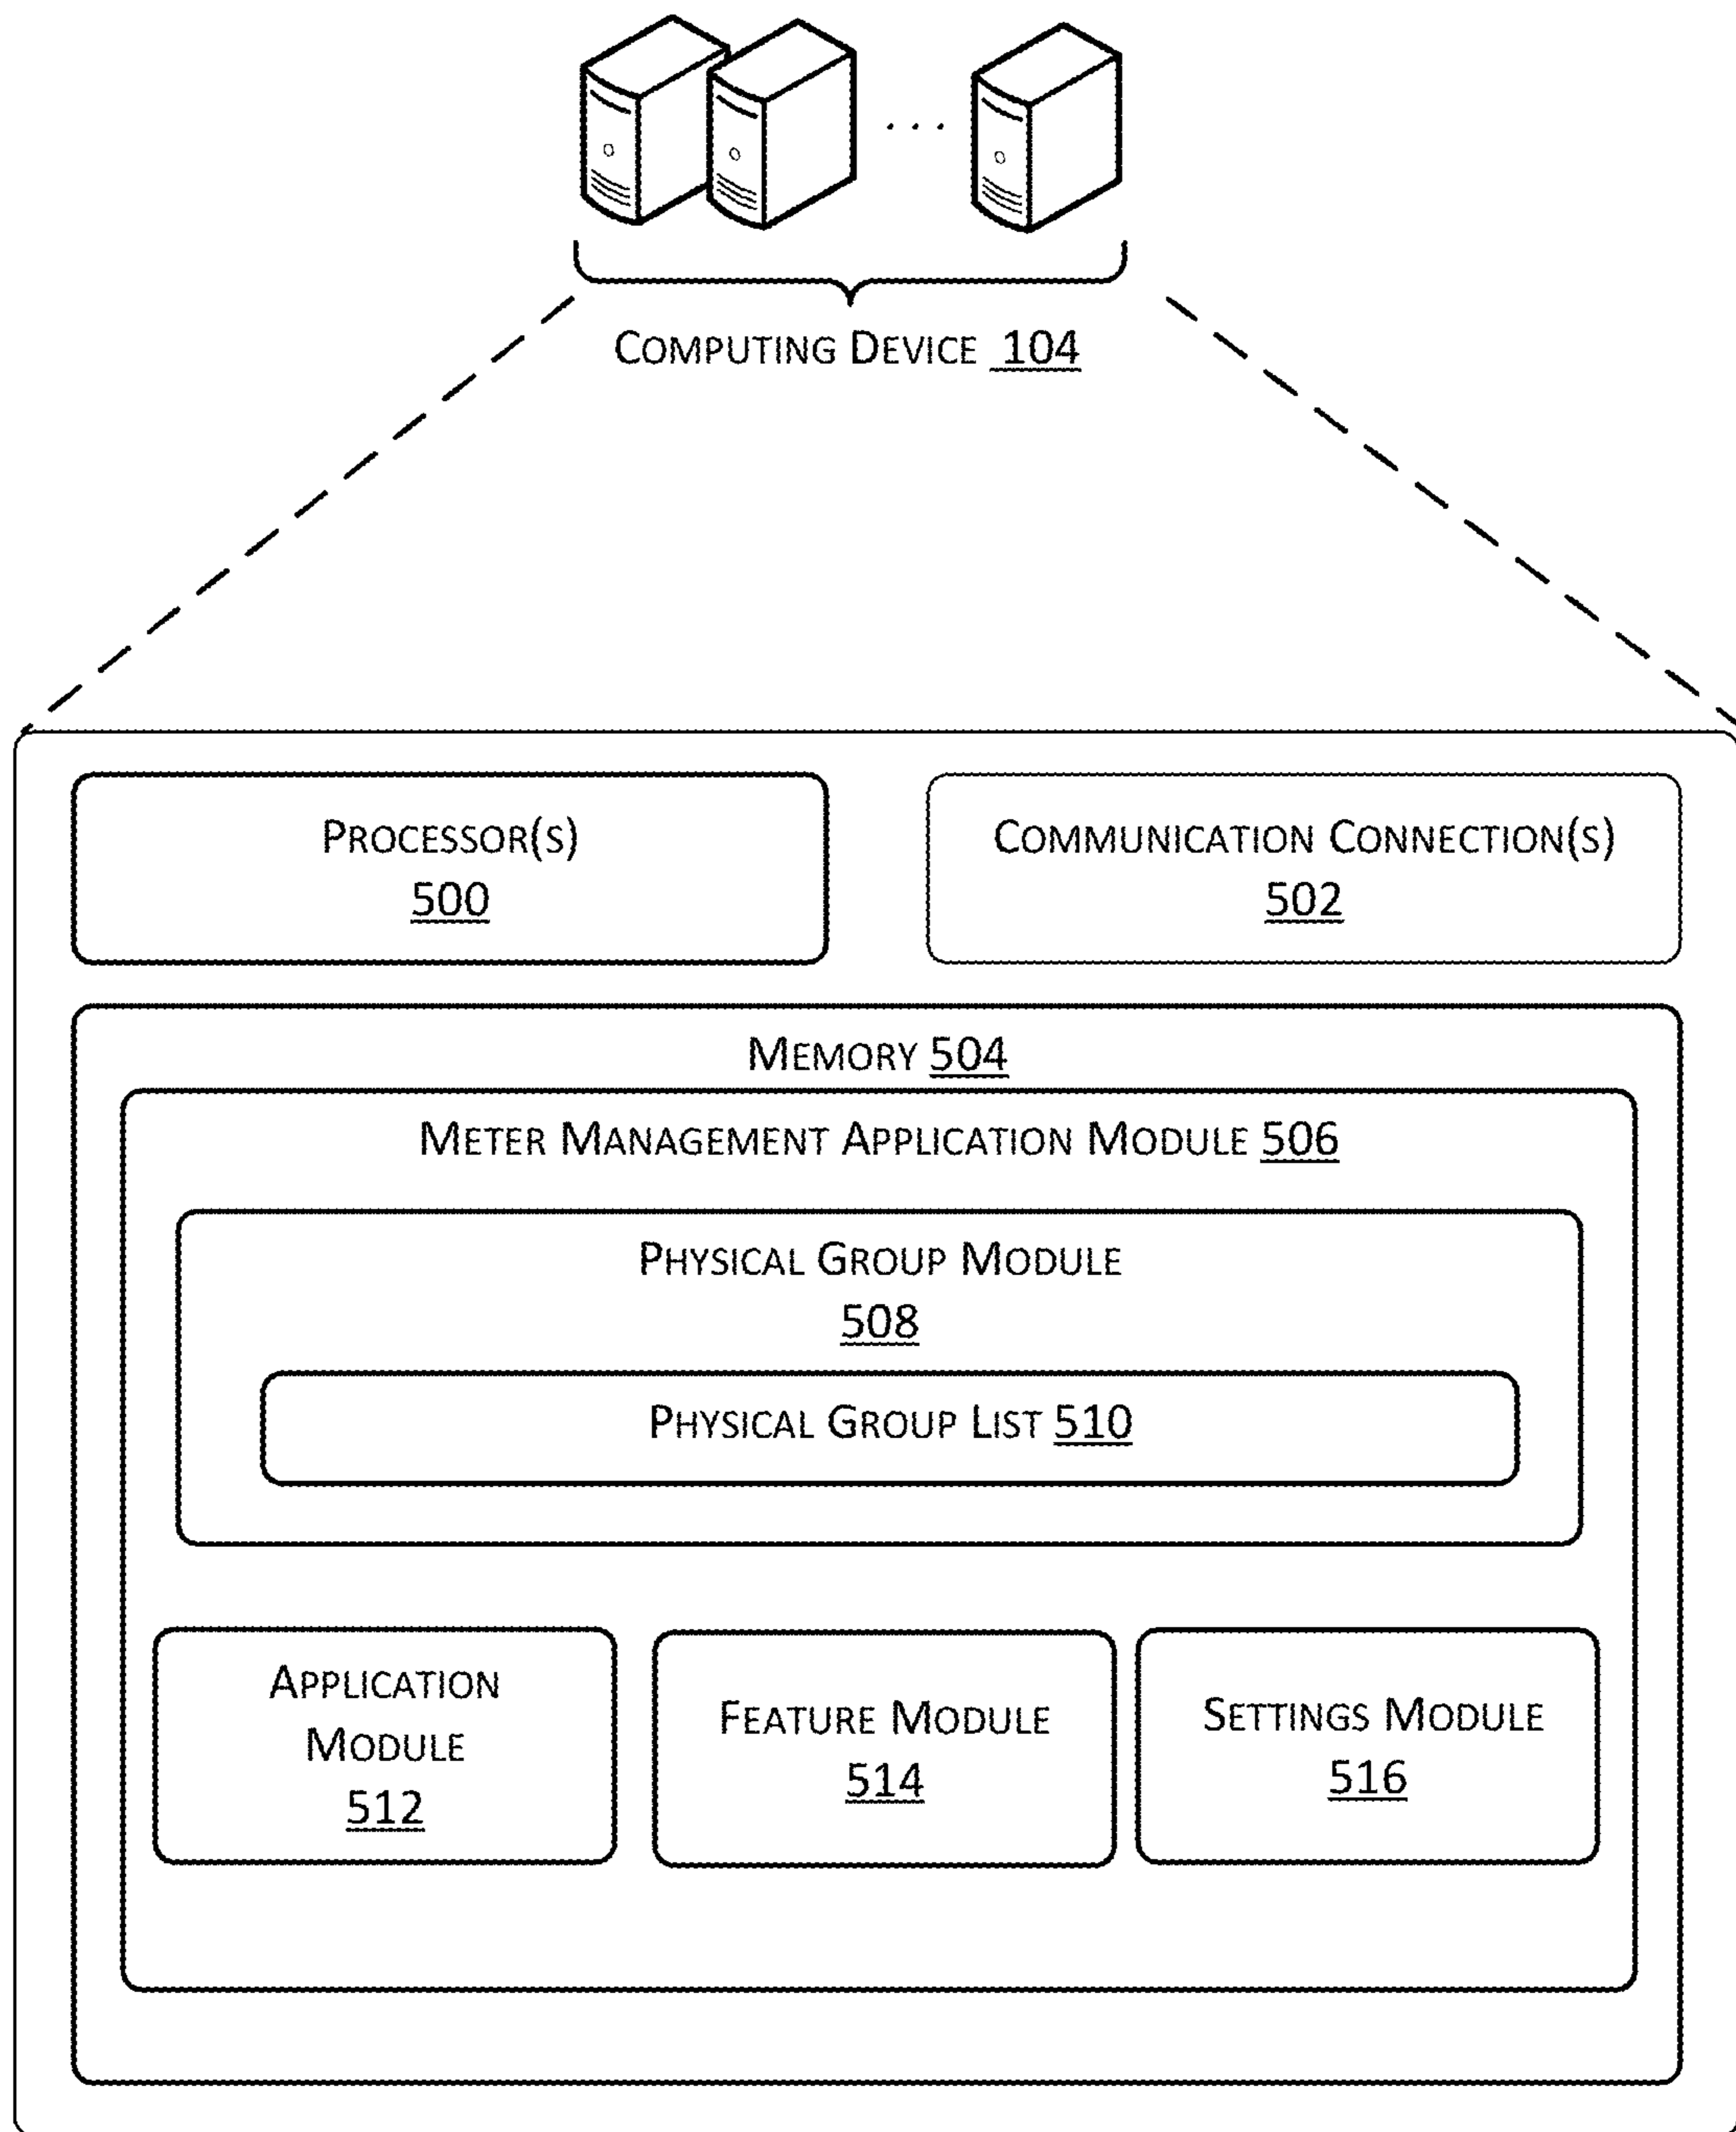 COMPUTING DEVICE 104
PROCESSOR(S)
500
COMMUNICATION CONNECTION(S)
502
MEMORY 504
METER MANAGEMENT APPLICATION MODULE 506
PHYSICAL GROUP MODULE
508
PHYSICAL GROUP LIST 510
APPLICATION
MODULE
512
FEATURE MODULE
514
SETTINGS MODULE
516